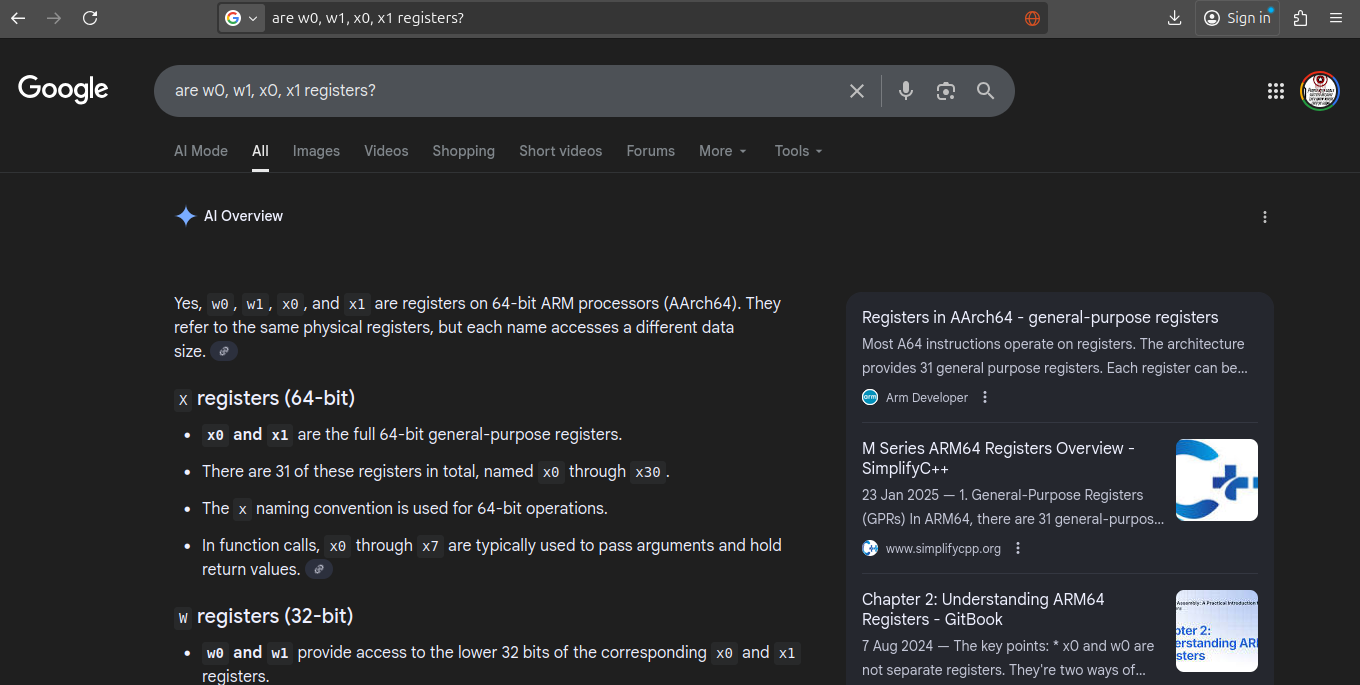 are w0, w1, x0, x1 registers?
Sign in
Google
are w0, w1, x0, x1 registers?
AI Mode
All
Images
Videos
Shopping
Short videos
Forums
More
Tools
AI Overview
Yes, w0, w1, x0, and x1 are registers on 64-bit ARM processors (AArch64). They
refer to the same physical registers, but each name accesses a different data
size.
X registers (64-bit)
x0 and x1 are the full 64-bit general-purpose registers.
There are 31 of these registers in total, named x0 through x30.
The X naming convention is used for 64-bit operations.
In function calls, x0 through x7 are typically used to pass arguments and hold
return values.
W registers (32-bit)
w0 and w1 provide access to the lower 32 bits of the corresponding x0 and x1
registers.
Registers in AArch64 - general-purpose registers
Most A64 instructions operate on registers. The architecture
provides 31 general purpose registers. Each register can be...
arm
Arm Developer
M Series ARM64 Registers Overview -
SimplifyC++
23 Jan 2025 — 1. General-Purpose Registers
(GPRs) In ARM64, there are 31 general-purpos...
www.simplifycpp.org
Chapter 2: Understanding ARM64
Registers - GitBook
7 Aug 2024 — The key points: * x0 and w0 are
not separate registers. They're two ways of...
Assembly: A Practical Introduction
pter 2:
erstanding AR
sters